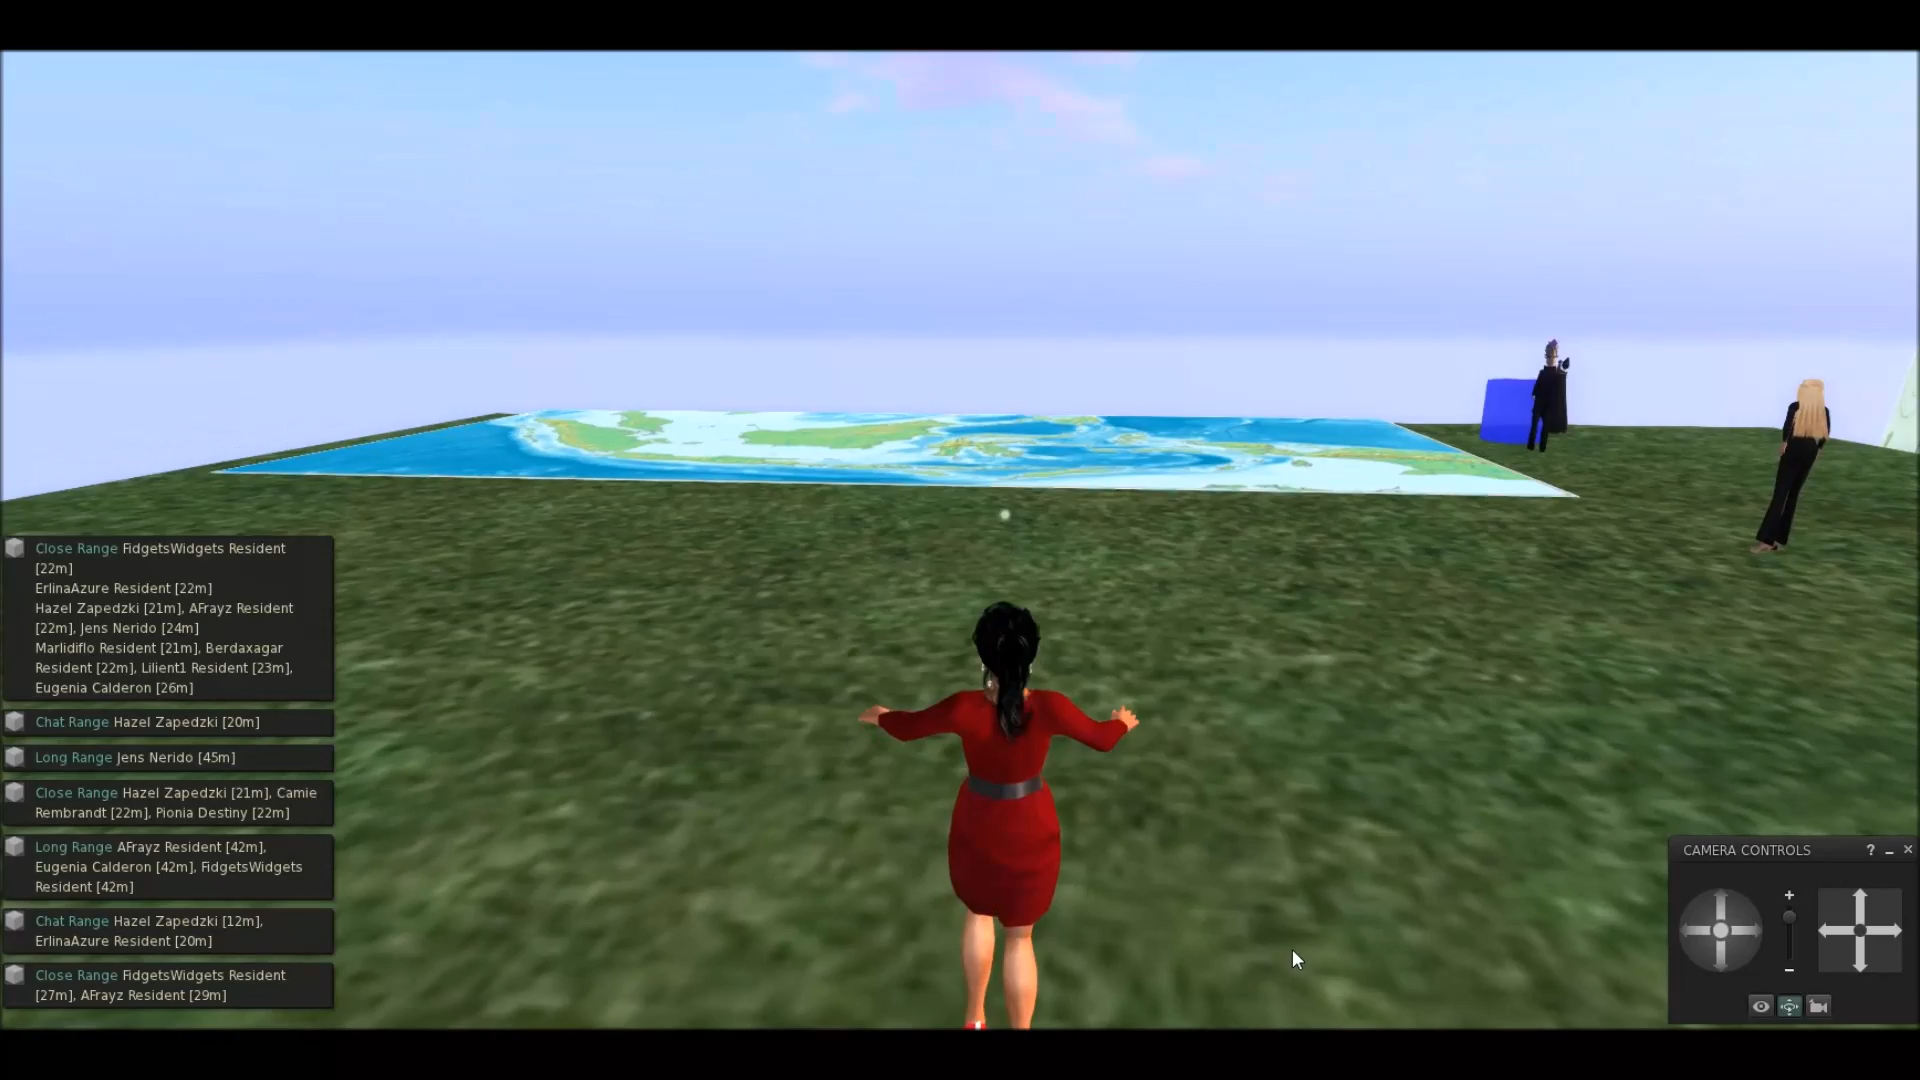 Close Range FidgetsWidgets Resident
[22m]
ErlinaAzure Resident [22m]
Hazel Zapedzki [21m], AFrayz Resident
[22m], Jens Nerido [24m]
Marlidiflo Resident [21m], Berdaxagar
Resident [22m], Lilient1 Resident [23m],
Eugenia Calderon [26m]
Chat Range Hazel Zapedzki [20m]
Long Range Jens Nerido [45m]
Close Range Hazel Zapedzki [21m], Camie
Rembrandt [22m], Pionia Destiny [22m]
Long Range AFrayz Resident [42m],
Eugenia Calderon [42m], FidgetsWidgets
Resident [42m]
Chat Range Hazel Zapedzki [12m],
ErlinaAzure Resident [20m]
Close Range FidgetsWidgets Resident
[27m], AFrayz Resident [29m]
CAMERA CONTROLS ?